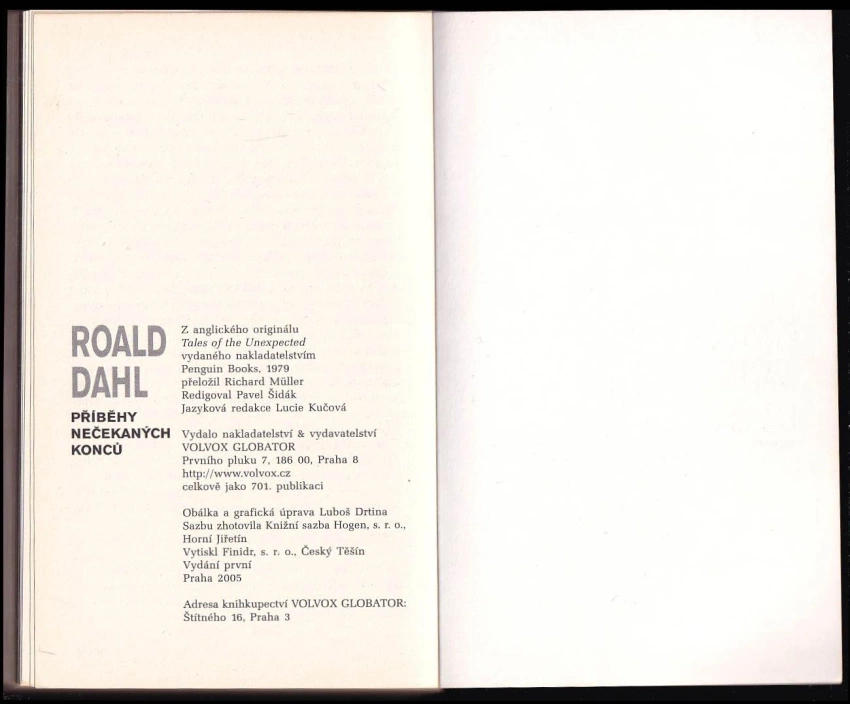 ROALD
DAHL
PŘÍBĚHY
NEČEKANÝCH
KONCŮ
Z anglického originálu
Tales of the Unexpected
vydaného nakladatelstvím
Penguin Books, 1979
přeložil Richard Müller
Redigoval Pavel Šidák
Jazyková redakce Lucie Kučová
Vydalo nakladatelství & vydavatelství
VOLVOX GLOBATOR
Prvního pluku 7, 186 00, Praha 8
http://www.volvox.cz
celkově jako 701. publikaci
Obálka a grafická úprava Luboš Drtina
Sazbu zhotovila Knižní sazba Hogen, s. r. o.,
Horní Jiřetín
Vytiskl Finidr, s. r. o., Český Těšín
Vydání první
Praha 2005
Adresa knihkupectví VOLVOX GLOBATOR:
Štítného 16, Praha 3